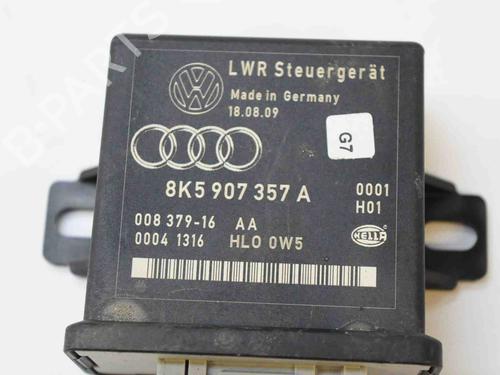 LWR Steuergerät
Made in Germany
18.08.09
G7
8K5 907 357 A 0001
H01
008 379-16 AA
0004 1316 HLO 0W5
HELLA
B-PARTS